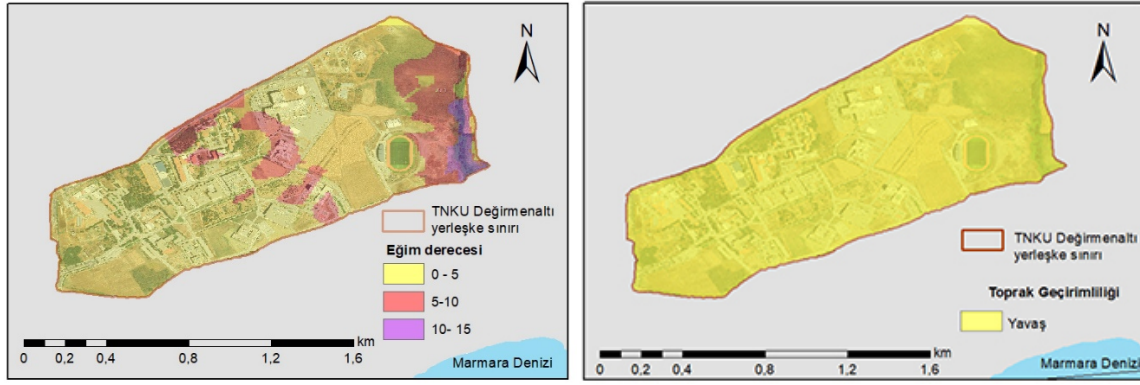 N
TNKU Değirmenaltı
yerleşke sınırı
Eğim derecesi
0 - 5
5-10
10- 15
km
0 0,2 0,4 0,8 1,2 1,6
Marmara Denizi
N
TNKU Değirmenaltı
yerleşke sınırı
Toprak Geçirimliliği
Yavaş
km
0 0,2 0,4 0,8 1,2 1,6
Marmara Denizi